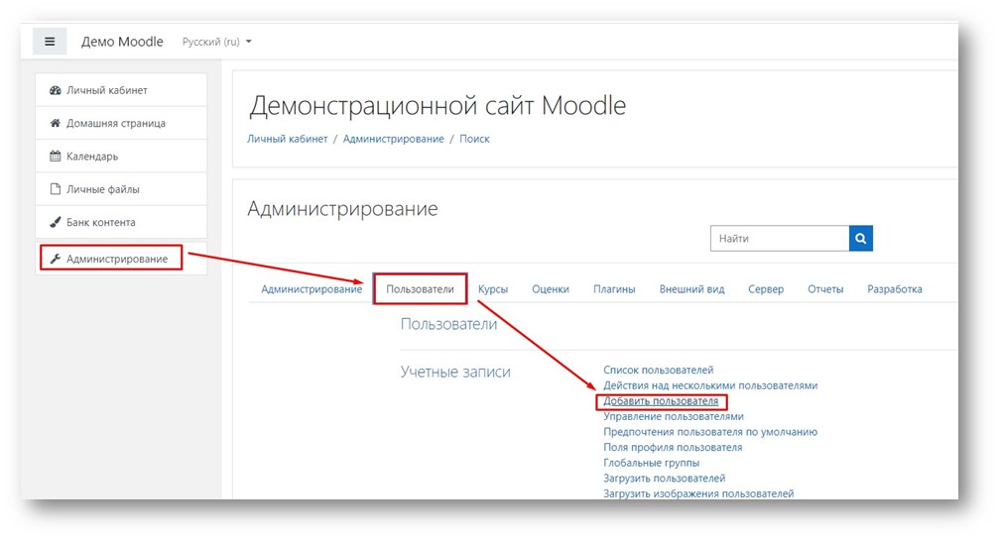 Демо Moodle Русский (ru)
Личный кабинет
Домашняя страница
Календарь
Личные файлы
Банк контента
Администрирование
Демонстрационной сайт Moodle
Личный кабинет / Администрирование / Поиск
Администрирование
Найти
Администрирование Пользователи Курсы Оценки Плагины Внешний вид Сервер Отчеты Разработка
Пользователи
Учетные записи
Список пользователей
Действия над несколькими пользователями
Добавить пользователя
Управление пользователями
Предпочтения пользователя по умолчанию
Поля профиля пользователя
Глобальные группы
Загрузить пользователей
Загрузить изображения пользователей